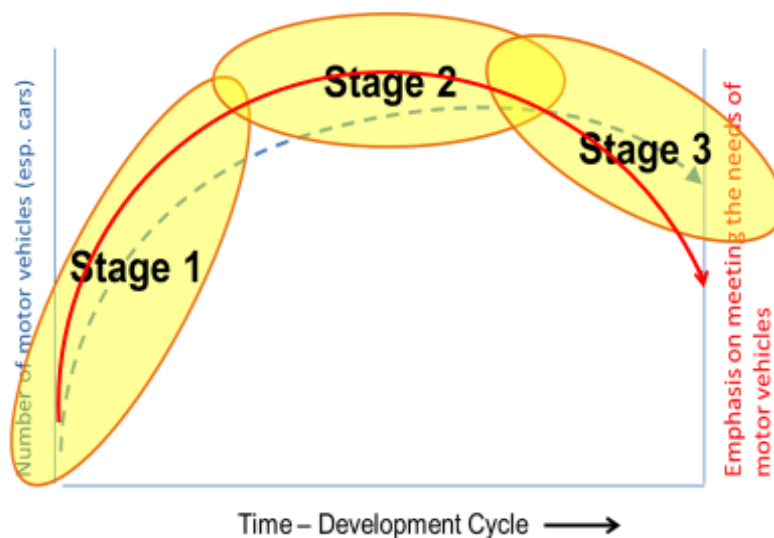 Number of motor vehicles (esp. cars)
Stage 1
Stage 2
Stage 3
Emphasis on meeting the needs of
motor vehicles
Time – Development Cycle